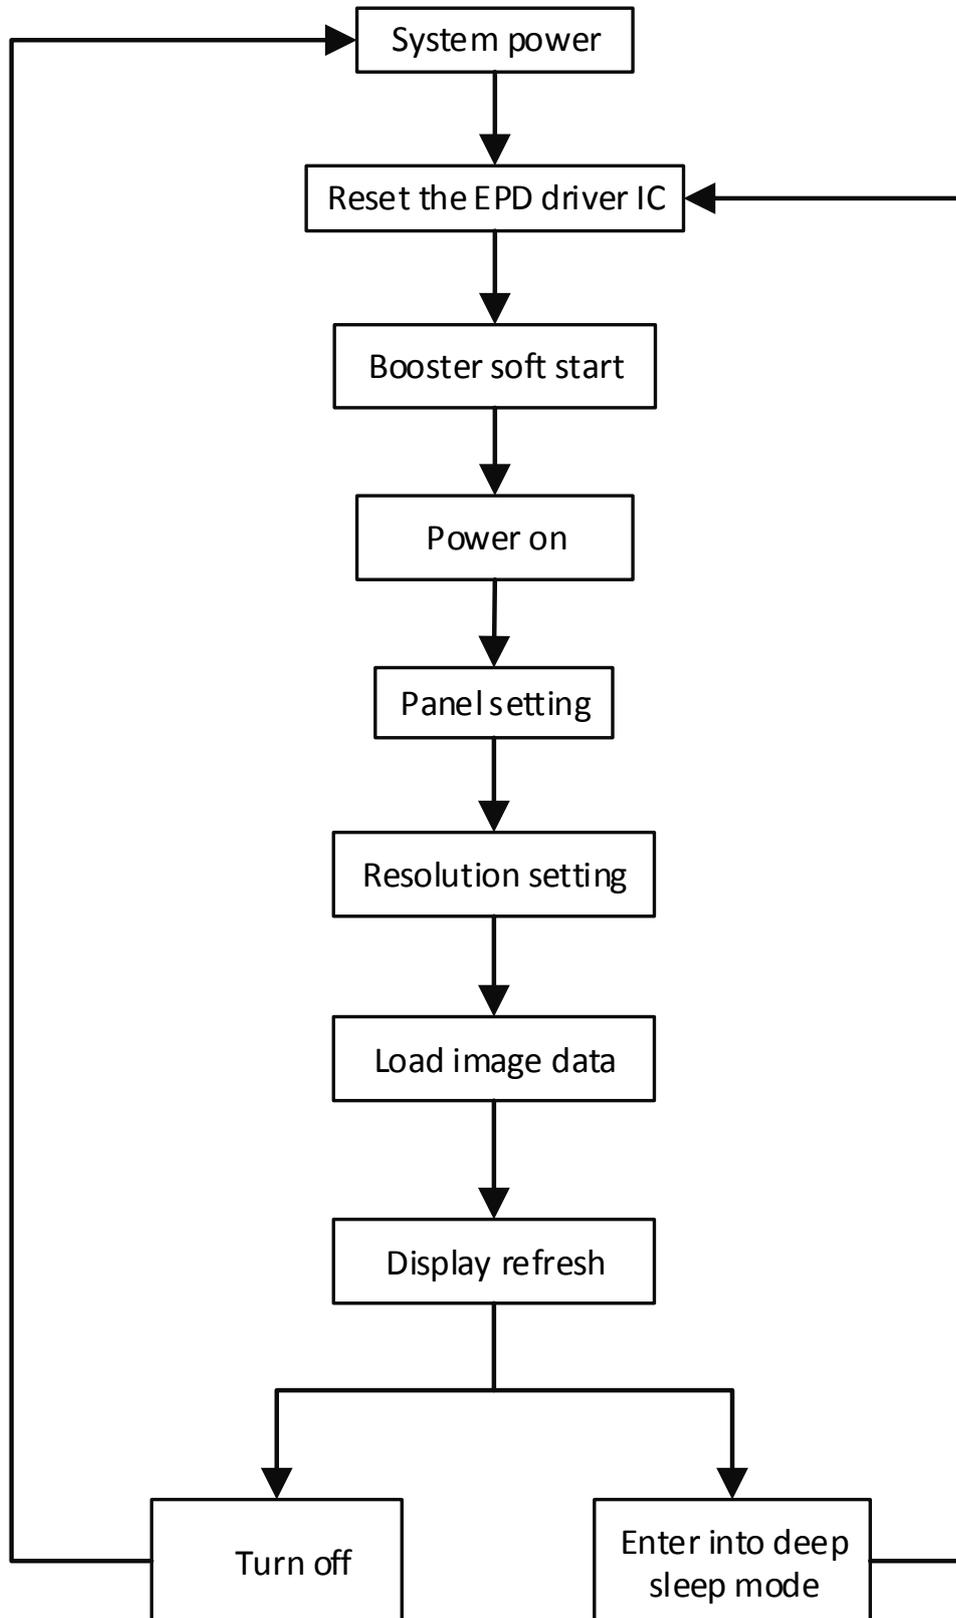 System power
Reset the EPD driver IC
Booster soft start
Power on
Panel setting
Resolution setting
Load image data
Display refresh
Turn off
Enter into deep
sleep mode